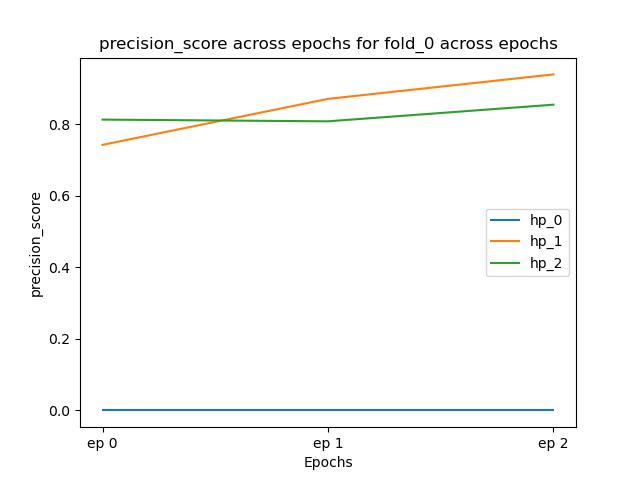 precision_score across epochs for fold_0 across epochs
precision_score
0.8
0.6
0.4
0.2
0.0
hp_0
hp_1
hp_2
ep 0
ep 1
ep 2
Epochs